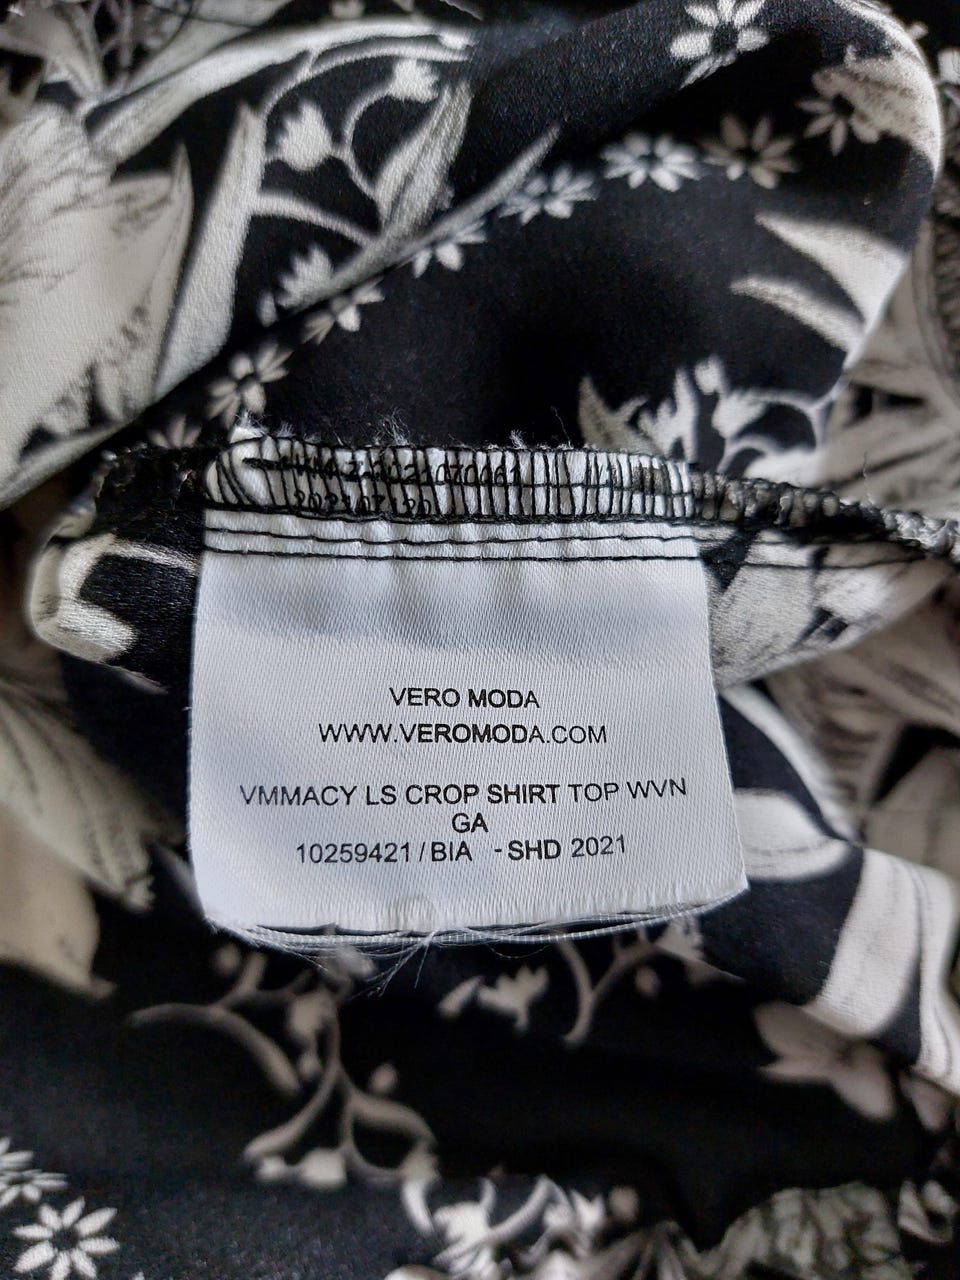 VERO MODA
WWW.VEROMODA.COM
VMMACY LS CROP SHIRT TOP WVN
GA
10259421/BIA - SHD 2021